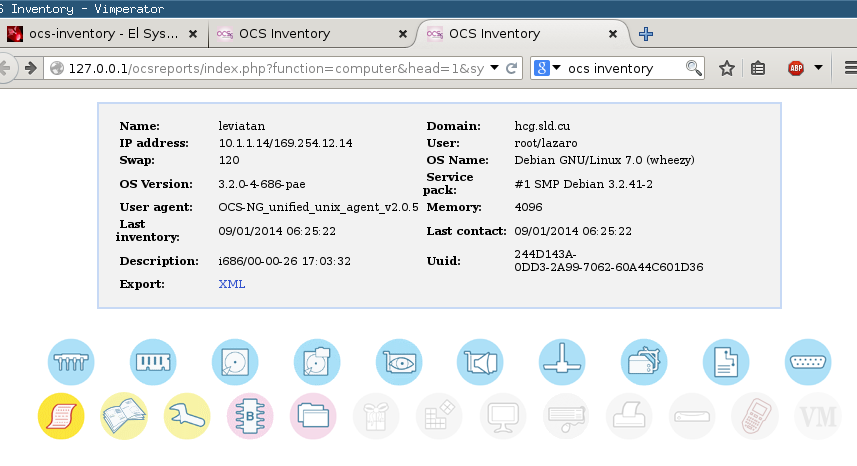 S Inventory - Vimperator
ocs-inventory - El Sys...
OCS Inventory
OCS Inventory
127.0.0.1/ocsreports/index.php?function=computer&head=1&sy
ocs inventory
Name: leviatan Domain: hcg.sld.cu
IP address: 10.1.1.14/169.254.12.14 User: root/lazaro
Swap: 120 OS Name: Debian GNU/Linux 7.0 (wheezy)
OS Version: 3.2.0-4-686-pae Service pack: #1 SMP Debian 3.2.41-2
User agent: OCS-NG_unified_unix_agent_v2.0.5 Memory: 4096
Last inventory: 09/01/2014 06:25:22 Last contact: 09/01/2014 06:25:22
Description: i686/00-00-26 17:03:32 Uuid: 244D143A-
0DD3-2A99-7062-60A44C601D36
Export: XML
B
VM